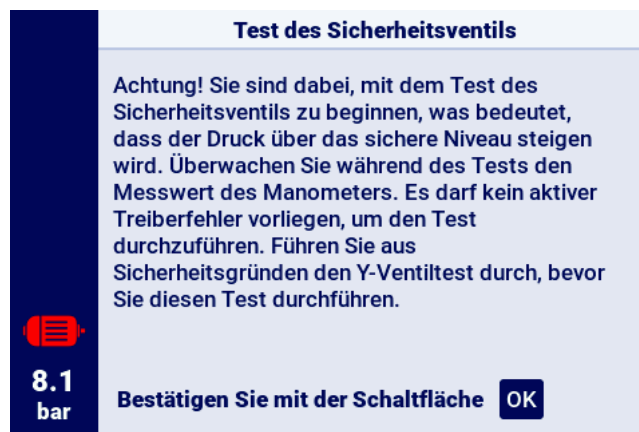 Test des Sicherheitsventils
Achtung! Sie sind dabei, mit dem Test des
Sicherheitsventils zu beginnen, was bedeutet,
dass der Druck über das sichere Niveau steigen
wird. Überwachen Sie während des Tests den
Messwert des Manometers. Es darf kein aktiver
Treiberfehler vorliegen, um den Test
durchzuführen. Führen Sie aus
Sicherheitsgründen den Y-Ventiltest durch, bevor
Sie diesen Test durchführen.
8.1
bar
Bestätigen Sie mit der Schaltfläche OK